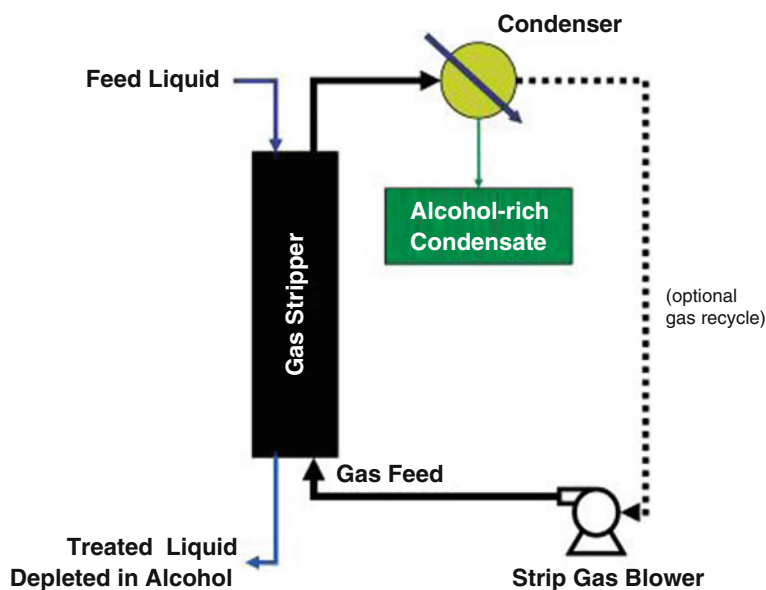 Condenser
Feed Liquid
Alcohol-rich
Condensate
Gas Stripper
(optional
gas recycle)
Gas Feed
Treated Liquid
Depleted in Alcohol
Strip Gas Blower